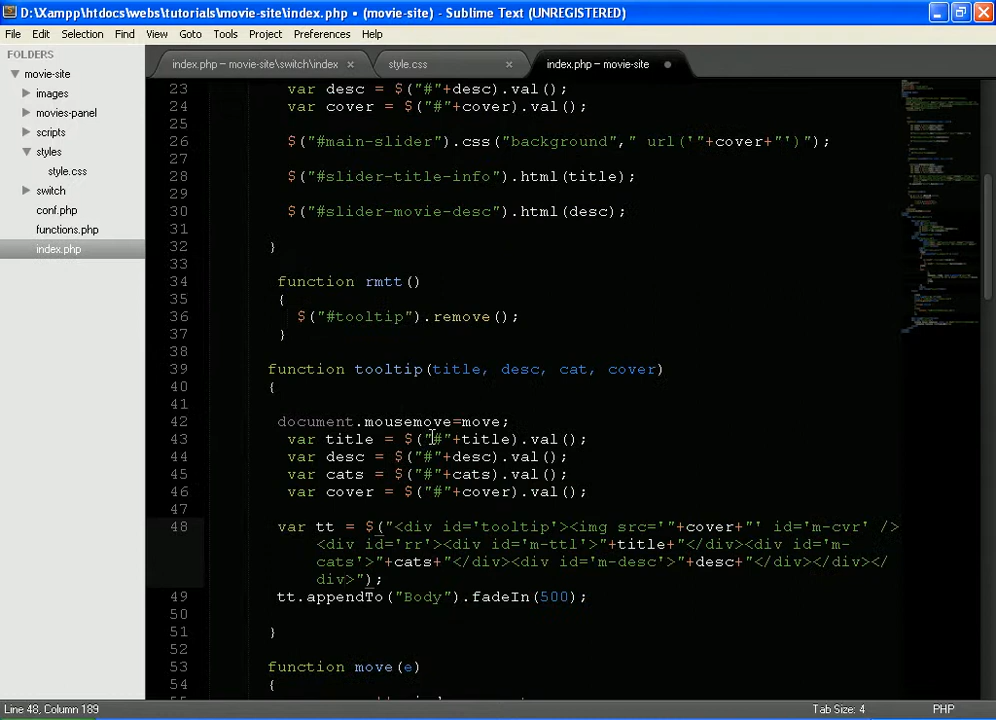 D:\Xampp\htdocs\webs\tutorials\movie-site\index.php • (movie-site) - Sublime Text (UNREGISTERED)
File Edit Selection Find View Goto Tools Project Preferences Help
FOLDERS
movie-site
images
movies-panel
scripts
styles
style.css
switch
conf.php
functions.php
index.php
index.php — movie-site\switch\index × style.css × index.php — movie-site
23 var desc = $("#"+desc).val();
24 var cover = $("#"+cover).val();
25
26 $("#main-slider").css("background"," url('"+cover+"')");
27
28 $("#slider-title-info").html(title);
29
30 $("#slider-movie-desc").html(desc);
31
32 }
33
34 function rmtt()
35 {
36 $("#tooltip").remove();
37 }
38
39 function tooltip(title, desc, cat, cover)
40 {
41
42 document.mousemove=move;
43 var title = $("#"+title).val();
44 var desc = $("#"+desc).val();
45 var cats = $("#"+cats).val();
46 var cover = $("#"+cover).val();
47
48 var tt = $("<div id='tooltip'><img src='"+cover+"' id='m-cvr' />
<div id='rr'><div id='m-ttl'>"+title+"</div><div id='m-
cats'>"+cats+"</div><div id='m-desc'>"+desc+"</div></div></
div>");
49 tt.appendTo("Body").fadeIn(500);
50
51 }
52
53 function move(e)
54 {
Line 48, Column 189 Tab Size: 4 PHP